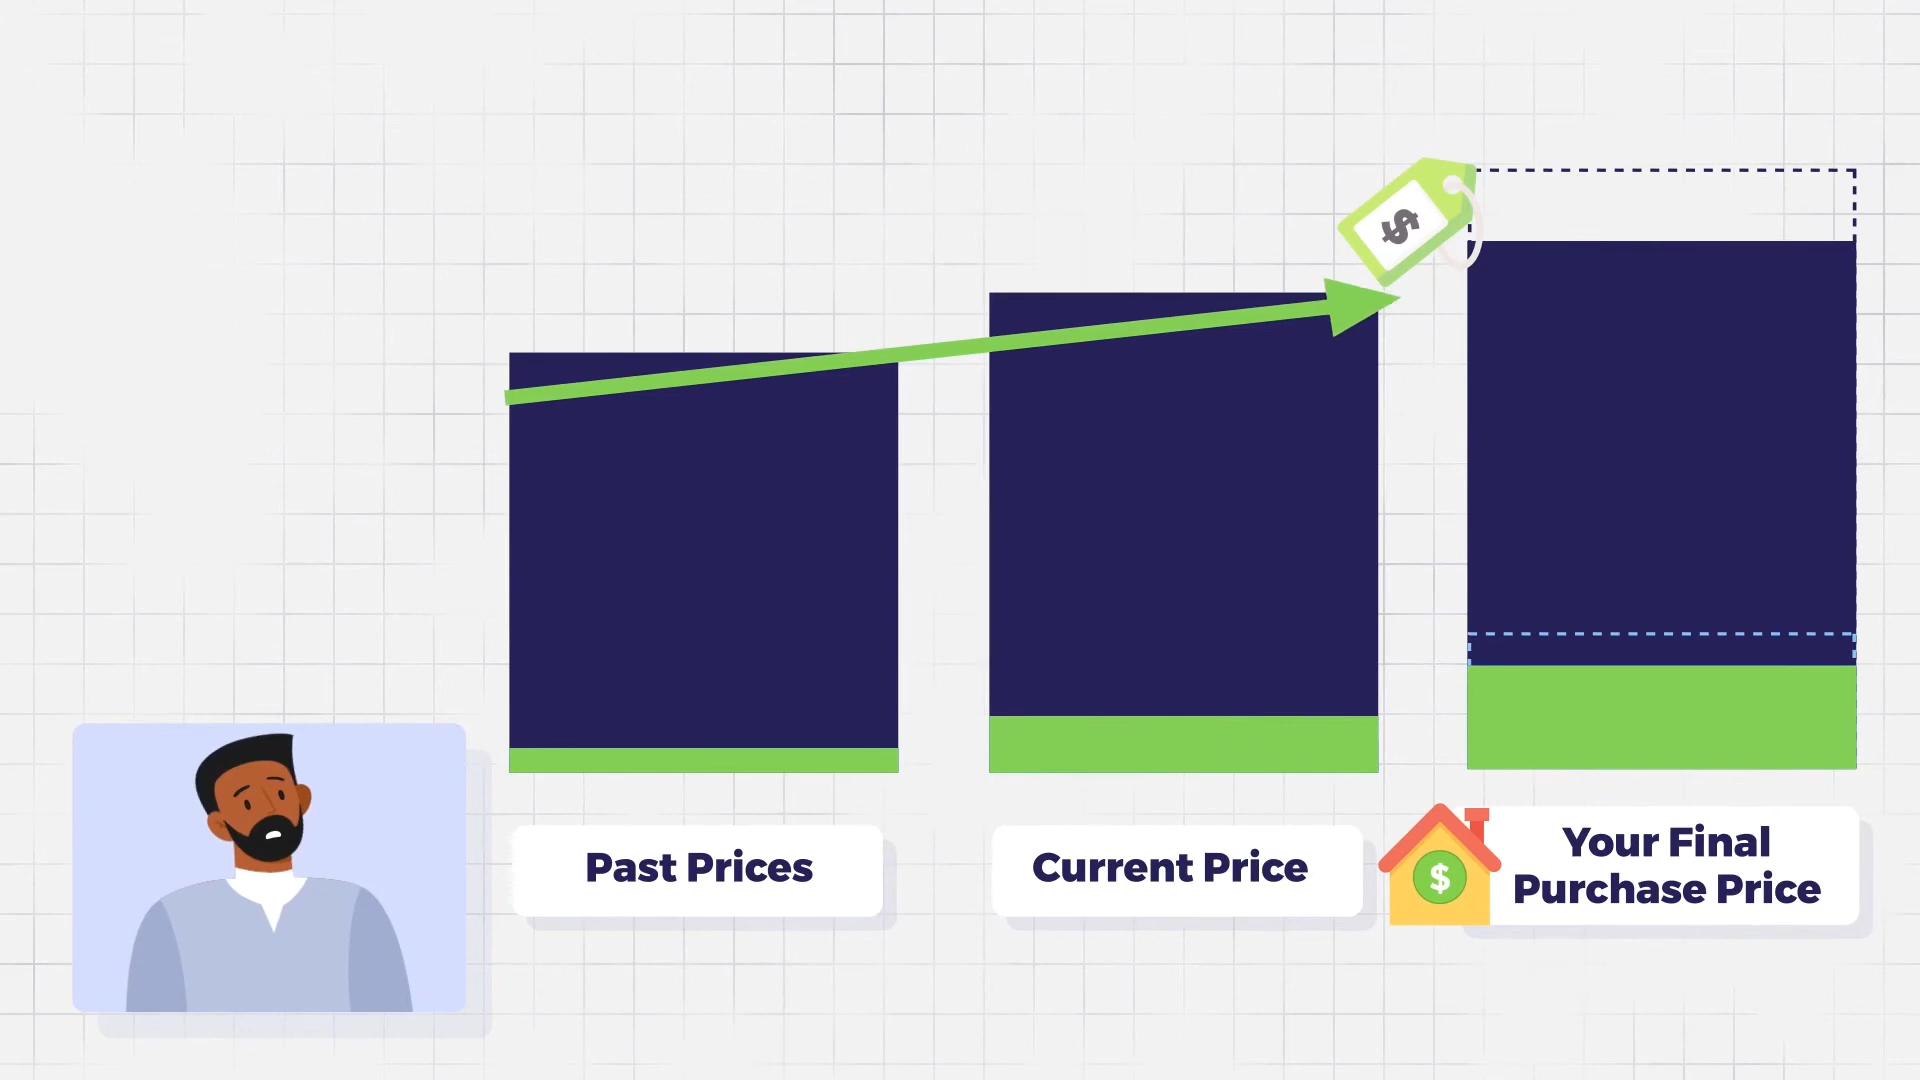 $
Past Prices
Current Price
$
Your Final
Purchase Price